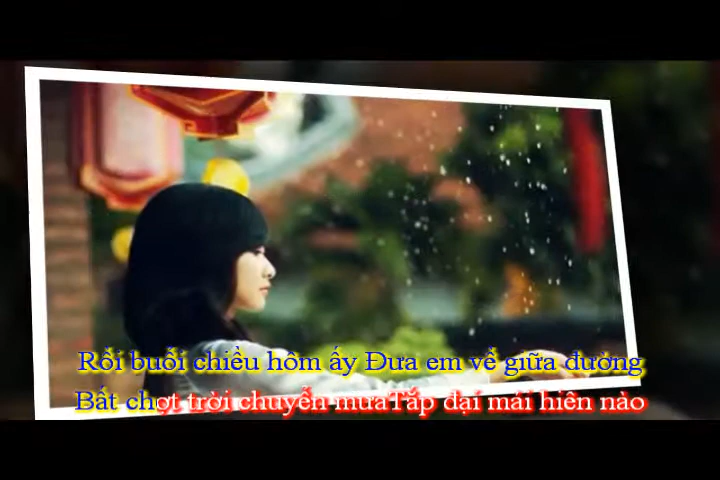 Rồi buổi chiều hôm ấy Đưa em về giữa đường
Bất chợt trời chuyển mưaTấp đại mái hiên nào